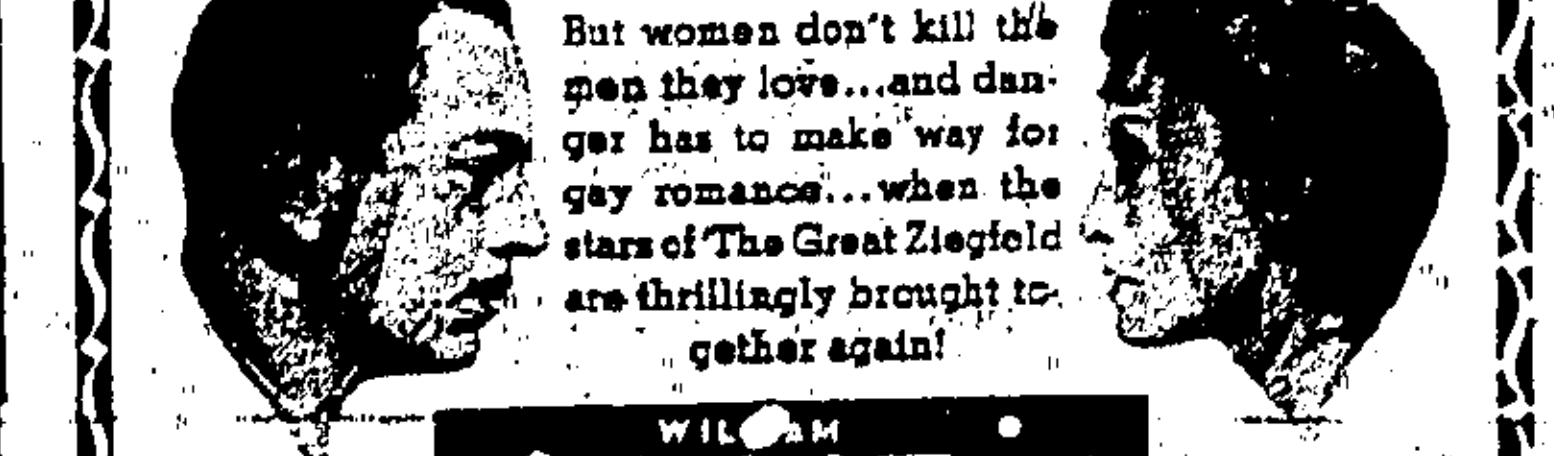 But women don't kill the
men they love...and dan-
ger has to make way for
gay romance...when the
stars of 'The Great Ziegfeld
are thrillingly brought to-
gether again!